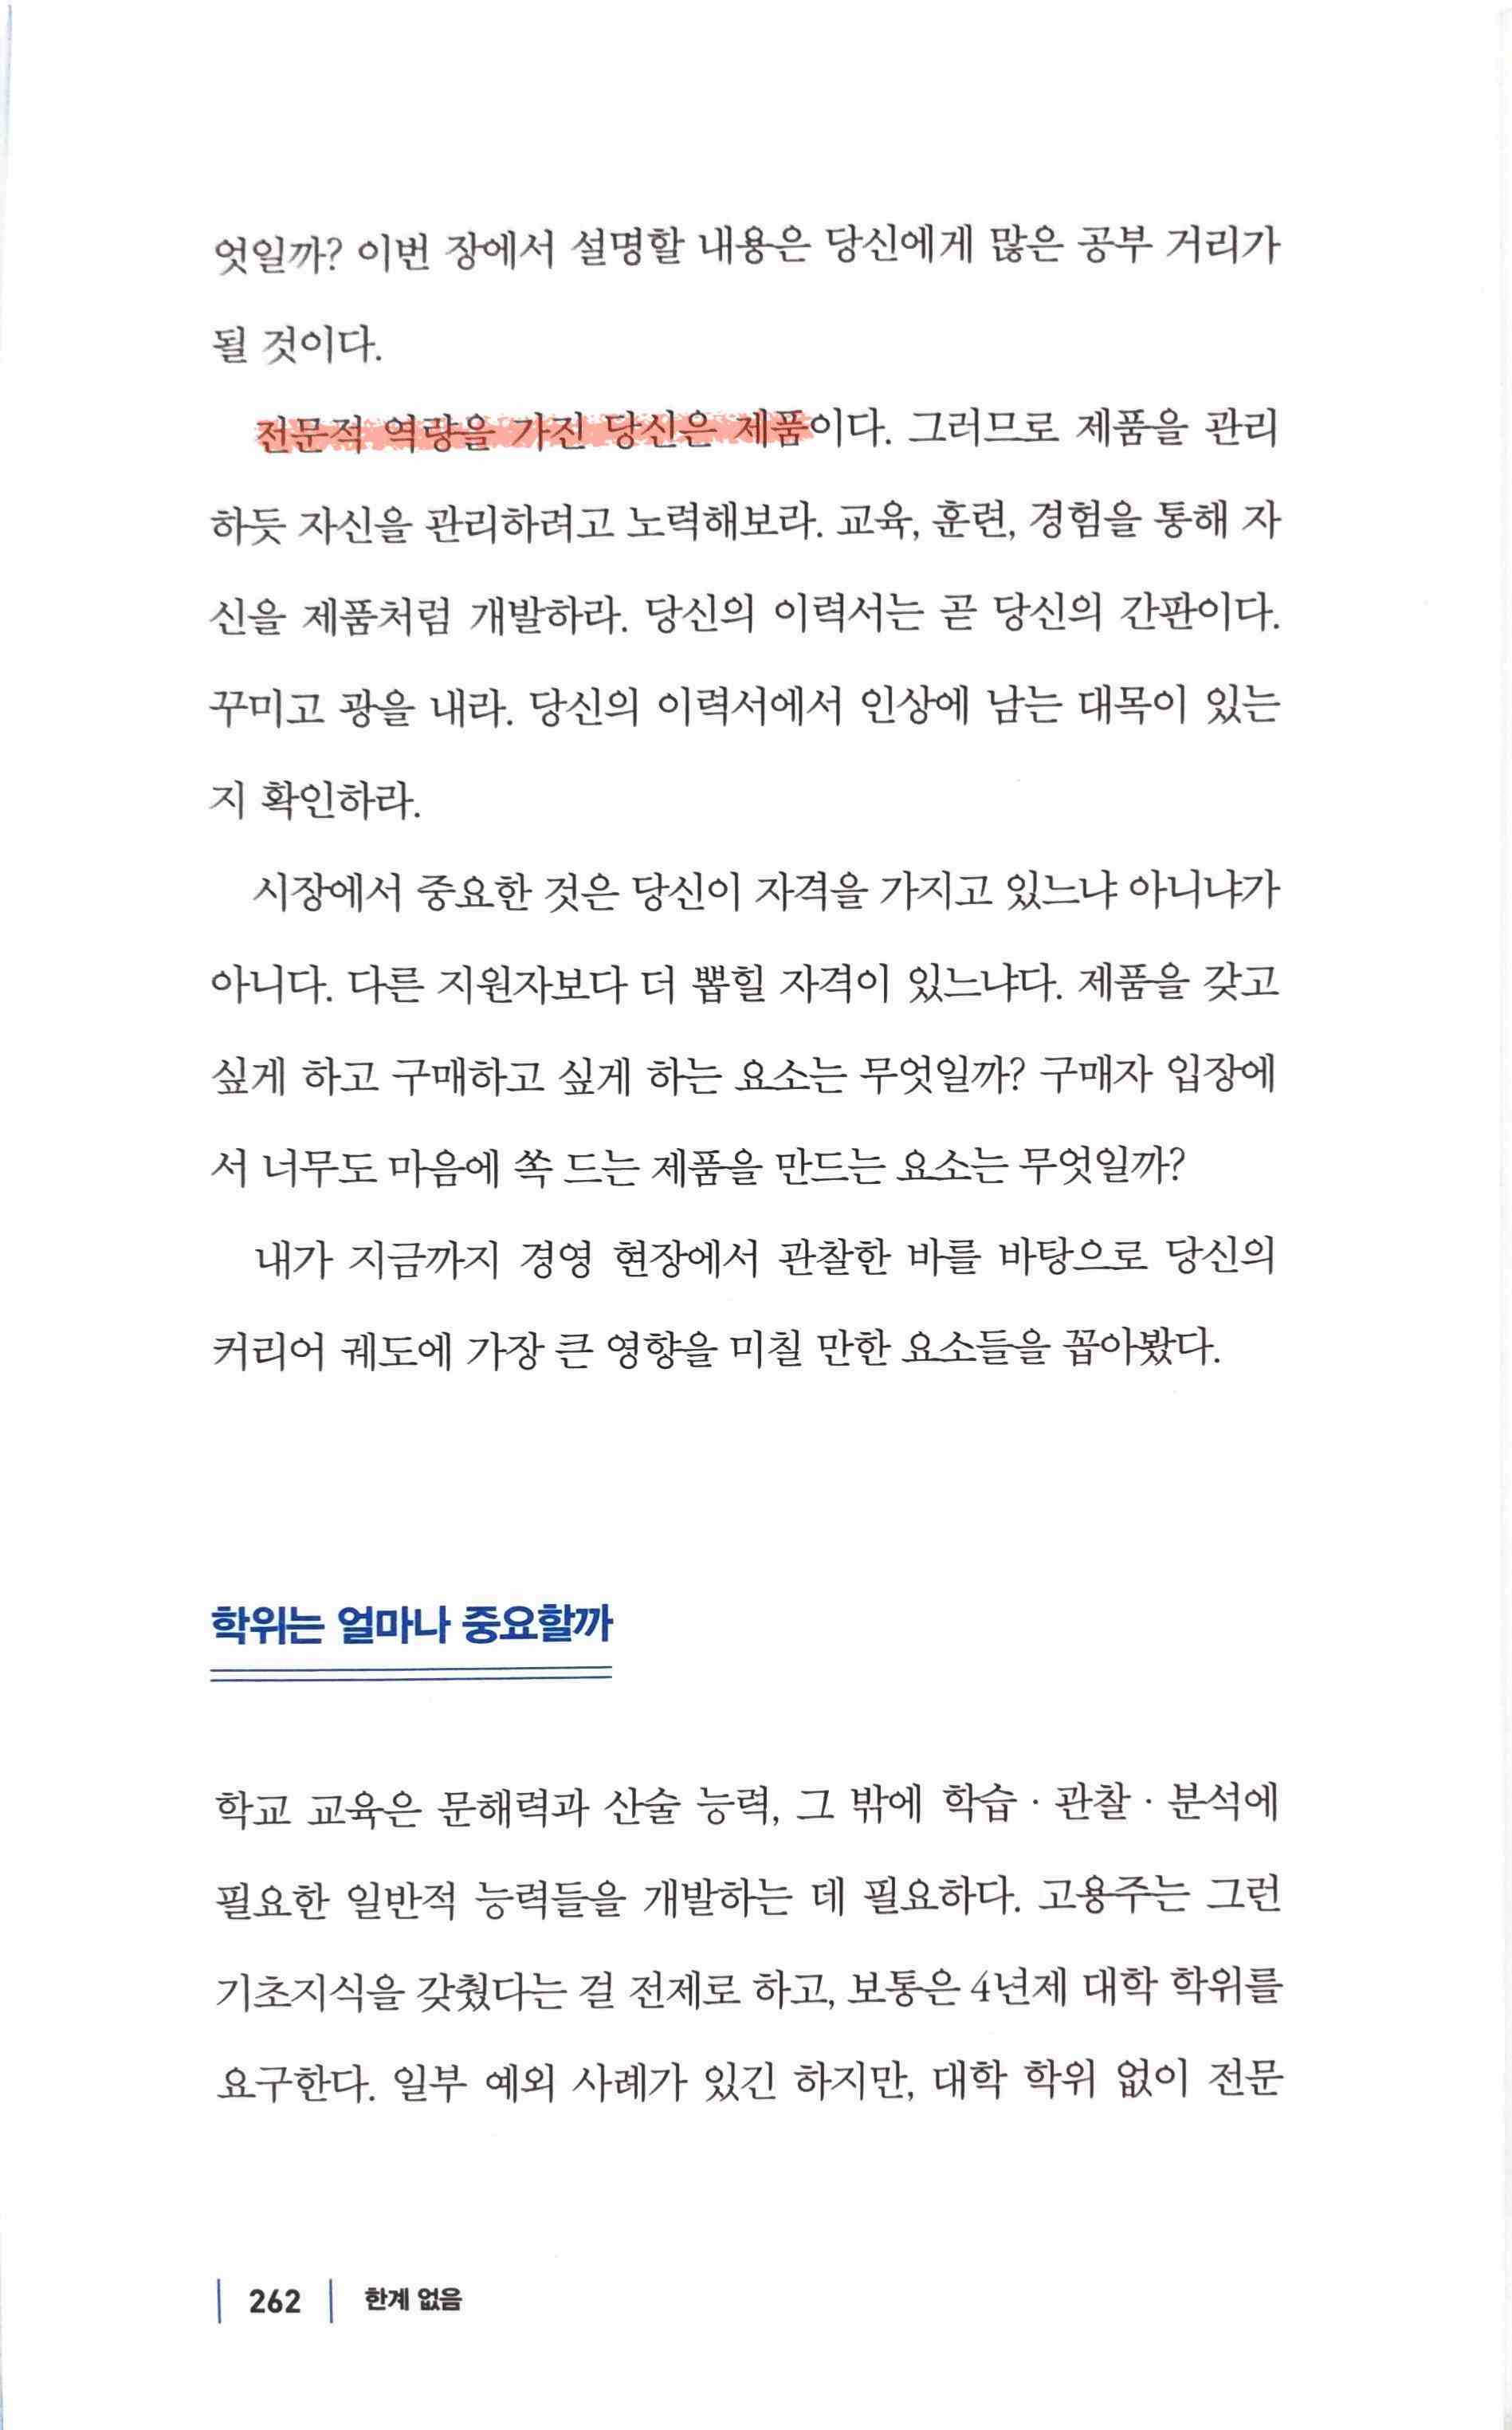 엇일까? 이번 장에서 설명할 내용은 당신에게 많은 공부 거리가
될 것이다.
전문적 역량을 가진 당신은 제품이다. 그러므로 제품을 관리
하듯 자신을 관리하려고 노력해보라. 교육, 훈련, 경험을 통해 자
신을 제품처럼 개발하라. 당신의 이력서는 곧 당신의 간판이다.
꾸미고 광을 내라. 당신의 이력서에서 인상에 남는 대목이 있는
지 확인하라.
시장에서 중요한 것은 당신이 자격을 가지고 있느냐 아니냐가
아니다. 다른 지원자보다 더 뽑힐 자격이 있느냐다. 제품을 갖고
싶게 하고 구매하고 싶게 하는 요소는 무엇일까? 구매자 입장에
서 너무도 마음에 쏙 드는 제품을 만드는 요소는 무엇일까?
내가 지금까지 경영 현장에서 관찰한 바를 바탕으로 당신의
커리어 궤도에 가장 큰 영향을 미칠 만한 요소들을 꼽아봤다.
학위는 얼마나 중요할까
학교 교육은 문해력과 산술 능력, 그 밖에 학습 · 관찰 · 분석에
필요한 일반적 능력들을 개발하는 데 필요하다. 고용주는 그런
기초지식을 갖췄다는 걸 전제로 하고, 보통은 4년제 대학 학위를
요구한다. 일부 예외 사례가 있긴 하지만, 대학 학위 없이 전문
262 한계 없음